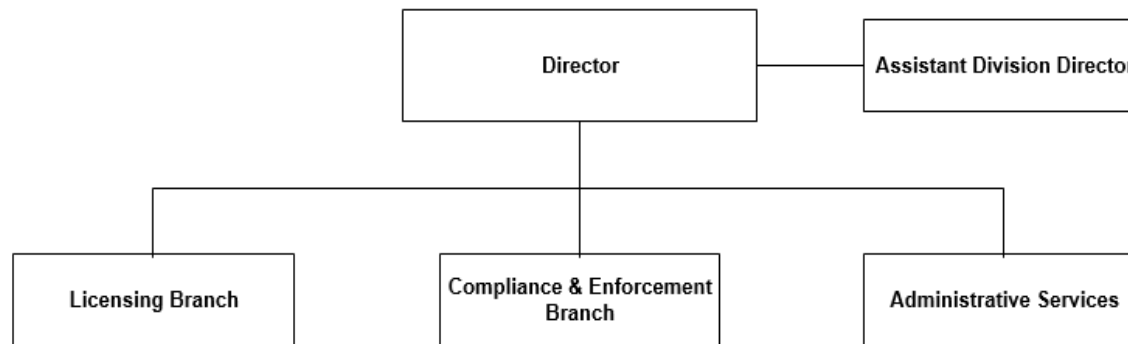 Director
Assistant Division Director
Licensing Branch
Compliance & Enforcement
Branch
Administrative Services